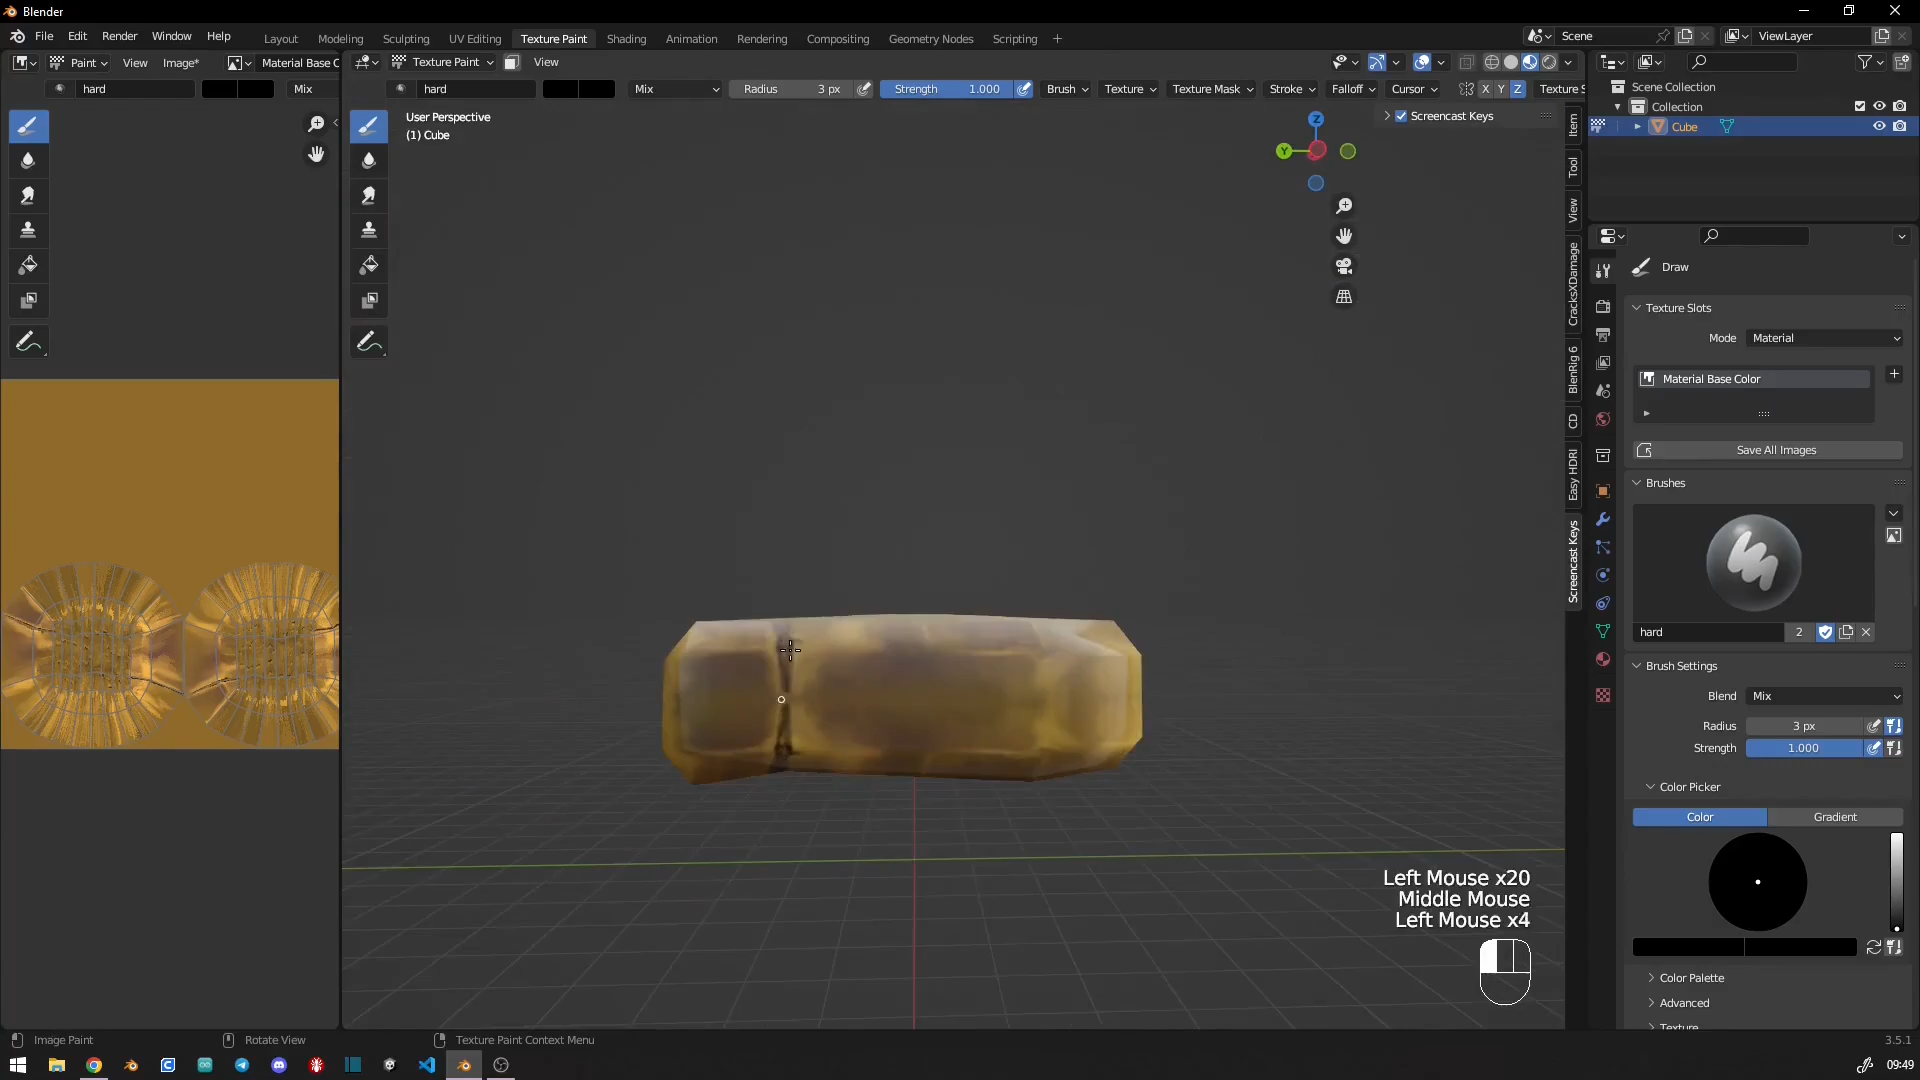 Blender
File Edit Render Window Help
Layout Modeling Sculpting UV Editing Texture Paint Shading Animation Rendering Compositing Geometry Nodes Scripting +
Scene
ViewLayer
Paint View Image* Material Base C
Texture Paint View
hard Mix
hard Mix Radius 3 px Strength 1.000 Brush Texture Texture Mask Stroke Falloff Cursor X Y Z Texture S
User Perspective
(1) Cube
Screencast Keys
Z
Y
Item
Tool
View
CracksXDamage
BlenRig 6
CD
Easy HDRI
Screencast Keys
Scene Collection
Collection
Cube
Draw
Texture Slots
Mode Material
Material Base Color
Save All Images
Brushes
hard 2
Brush Settings
Blend Mix
Radius 3 px
Strength 1.000
Color Picker
Color Gradient
Color Palette
Advanced
Texture
Left Mouse x20
Middle Mouse
Left Mouse x4
Image Paint Rotate View Texture Paint Context Menu 3.5.1
09:49